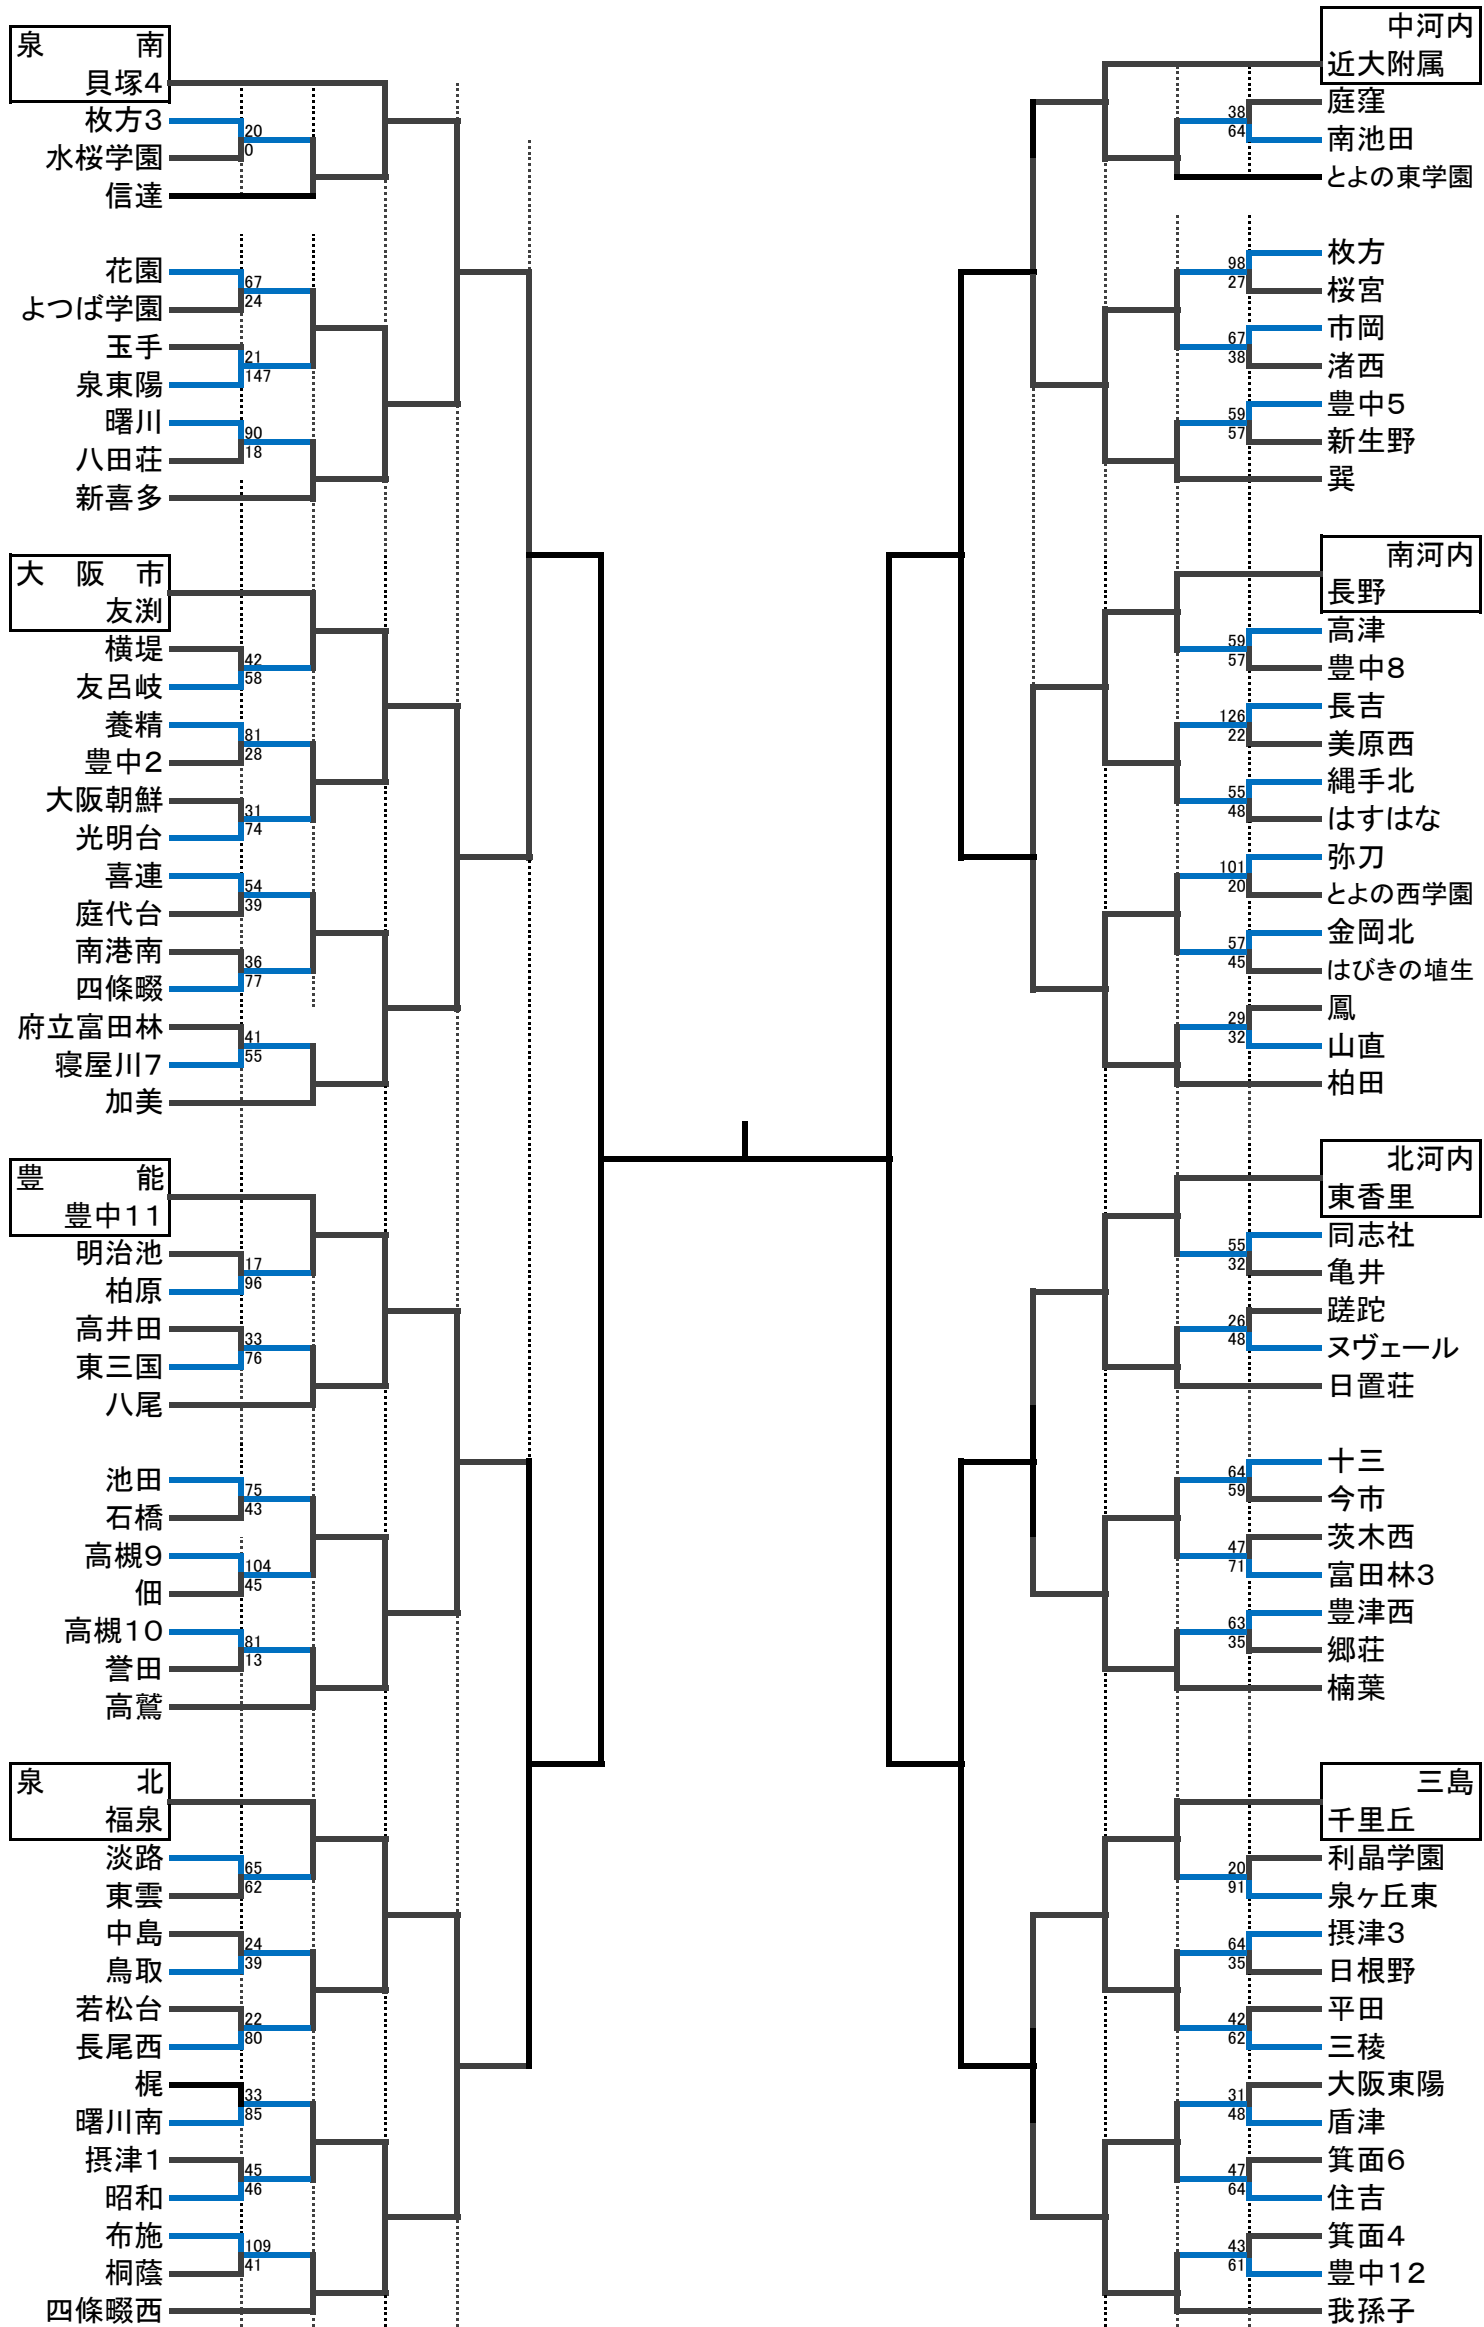 泉 南
貝塚4
枚方3
20
0
水桜学園
信達
花園
67
24
よつば学園
玉手
21
147
泉東陽
曙川
90
18
八田荘
新喜多
大 阪 市
友渕
横堤
42
58
友呂岐
養精
81
28
豊中2
大阪朝鮮
31
74
光明台
喜連
54
39
庭代台
南港南
36
77
四條畷
府立富田林
41
55
寝屋川7
加美
豊 能
豊中11
明治池
17
96
柏原
高井田
33
76
東三国
八尾
池田
75
43
石橋
高槻9
104
45
佃
高槻10
81
13
誉田
高鷲
泉 北
福泉
淡路
65
62
東雲
中島
24
39
鳥取
若松台
22
80
長尾西
梶
33
85
曙川南
摂津1
45
46
昭和
布施
109
41
桐蔭
四條畷西
中河内
近大附属
庭窪
38
64
南池田
とよの東学園
枚方
98
27
桜宮
市岡
67
38
渚西
豊中5
59
57
新生野
巽
南河内
長野
高津
59
57
豊中8
長吉
126
22
美原西
縄手北
55
48
はすはな
弥刀
101
20
とよの西学園
金岡北
57
45
はびきの埴生
鳳
29
32
山直
柏田
北河内
東香里
同志社
55
32
亀井
蹉跎
26
48
ヌヴェール
日置荘
十三
64
59
今市
茨木西
47
71
富田林3
豊津西
63
35
郷荘
楠葉
三島
千里丘
利晶学園
20
91
泉ヶ丘東
摂津3
64
35
日根野
平田
42
62
三稜
大阪東陽
31
48
盾津
箕面6
47
64
住吉
箕面4
43
61
豊中12
我孫子